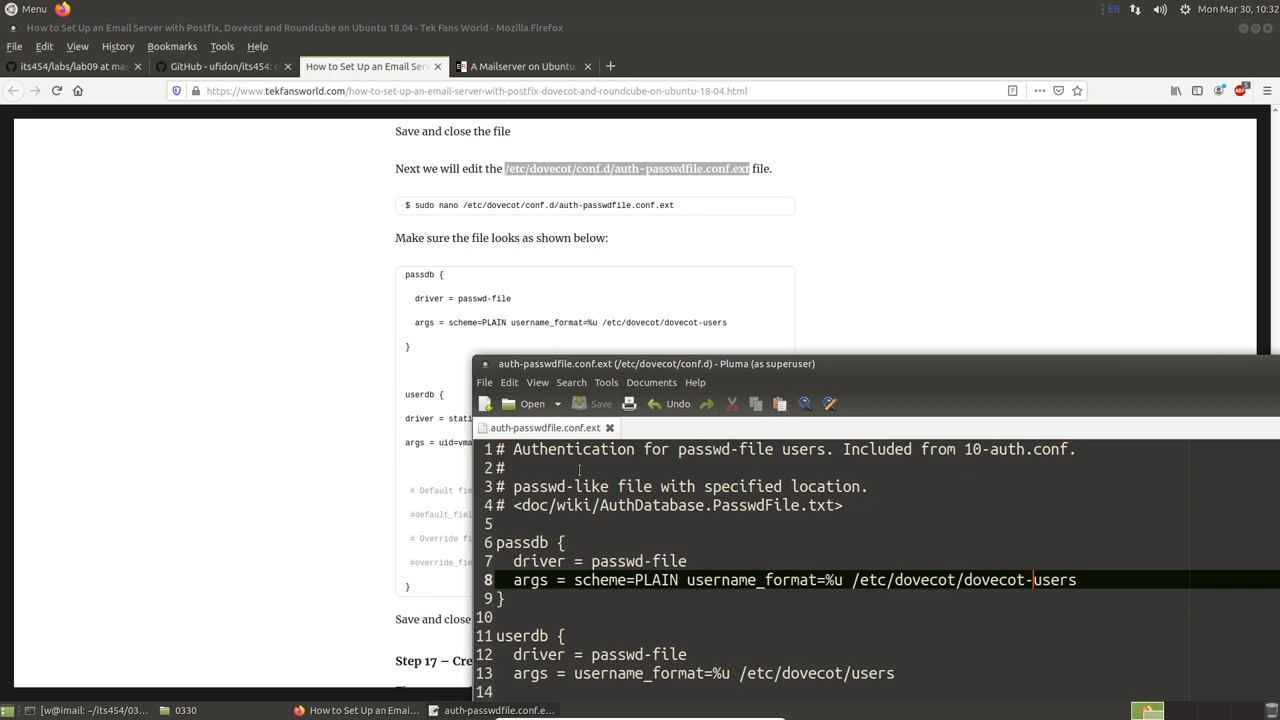 Menu
EN
Mon Mar 30, 10:32
How to Set Up an Email Server with Postfix, Dovecot and Roundcube on Ubuntu 18.04 - Tek Fans World - Mozilla Firefox
File Edit View History Bookmarks Tools Help
its454/labs/lab09 at mas
GitHub - ufidon/its454: c
How to Set Up an Email Ser
ER A Mailserver on Ubuntu
https://www.tekfansworld.com/how-to-set-up-an-email-server-with-postfix-dovecot-and-roundcube-on-ubuntu-18-04.html
Save and close the file
Next we will edit the /etc/dovecot/conf.d/auth-passwdfile.conf.ext file.
$ sudo nano /etc/dovecot/conf.d/auth-passwdfile.conf.ext
Make sure the file looks as shown below:
passdb {
driver = passwd-file
args = scheme=PLAIN username_format=%u /etc/dovecot/dovecot-users
}
userdb {
driver = stati
args = uid=vma
# Default fie
#default_fiel
# Override fi
#override_fie
}
Save and close
Step 17 – Cre
auth-passwdfile.conf.ext (/etc/dovecot/conf.d) - Pluma (as superuser)
File Edit View Search Tools Documents Help
Open Save Undo
auth-passwdfile.conf.ext
1 # Authentication for passwd-file users. Included from 10-auth.conf.
2 #
3 # passwd-like file with specified location.
4 # <doc/wiki/AuthDatabase.PasswdFile.txt>
5
6 passdb {
7 driver = passwd-file
8 args = scheme=PLAIN username_format=%u /etc/dovecot/dovecot-users
9 }
10
11 userdb {
12 driver = passwd-file
13 args = username_format=%u /etc/dovecot/users
14
[w@imail: ~/its454/03...
0330
How to Set Up an Emai...
auth-passwdfile.conf.e...